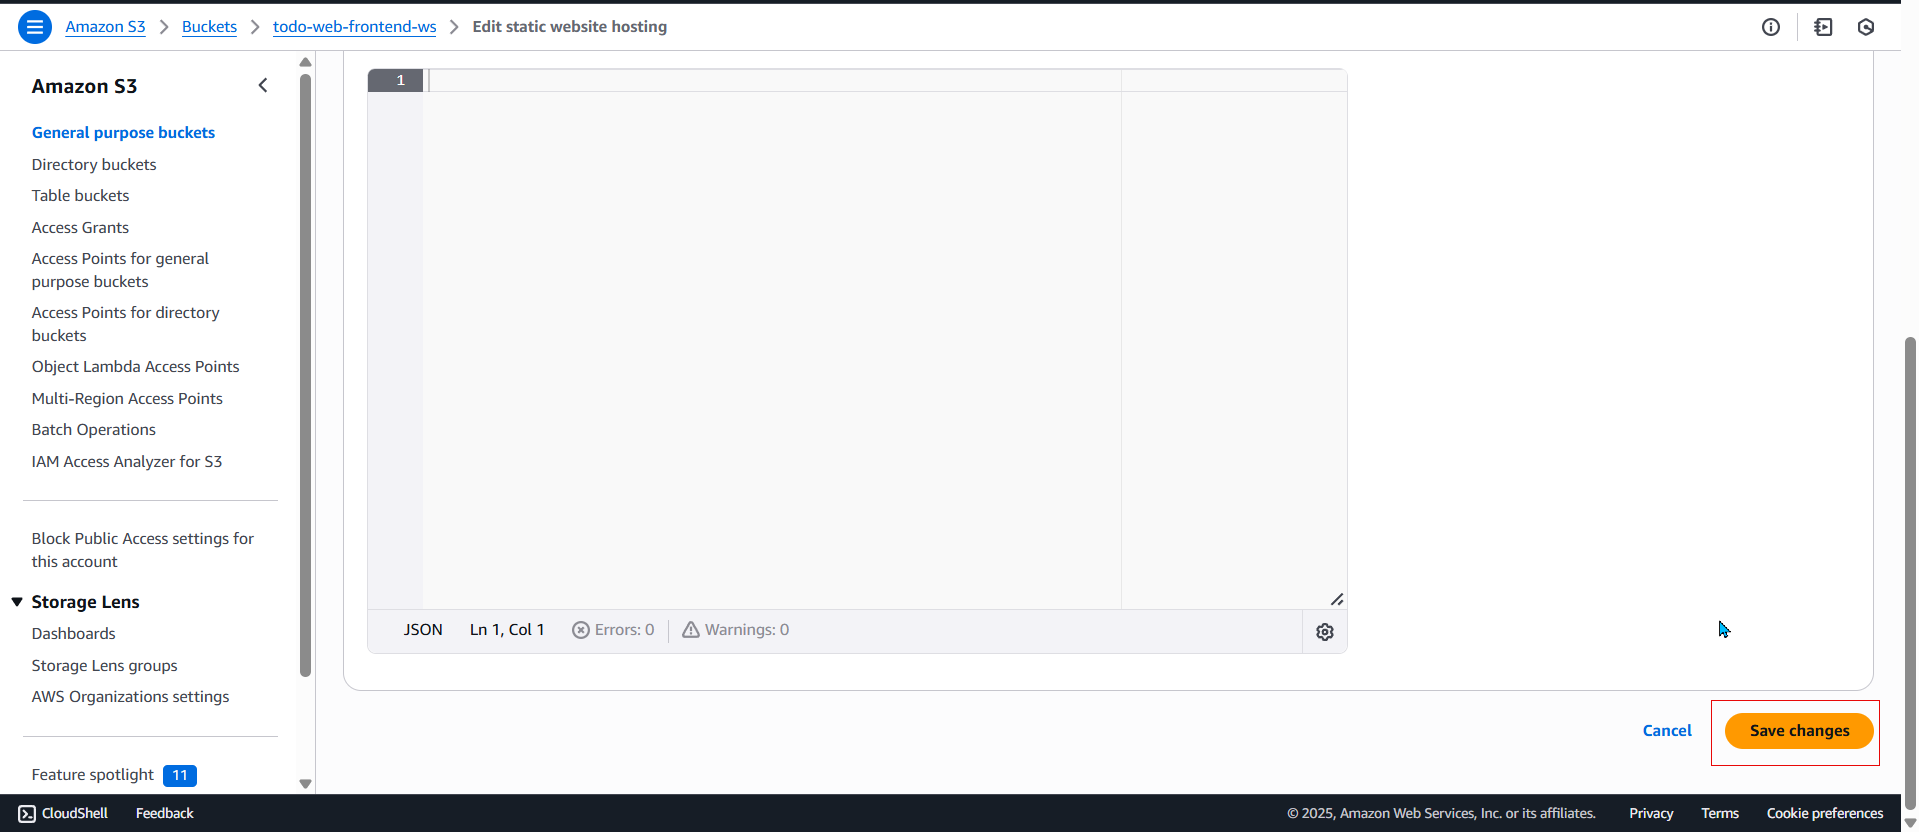 Amazon S3 > Buckets > todo-web-frontend-ws > Edit static website hosting
Amazon S3
General purpose buckets
Directory buckets
Table buckets
Access Grants
Access Points for general
purpose buckets
Access Points for directory
buckets
Object Lambda Access Points
Multi-Region Access Points
Batch Operations
IAM Access Analyzer for S3
Block Public Access settings for
this account
Storage Lens
Dashboards
Storage Lens groups
AWS Organizations settings
Feature spotlight 11
1
JSON Ln 1, Col 1 Errors: 0 Warnings: 0
Cancel Save changes
CloudShell Feedback © 2025, Amazon Web Services, Inc. or its affiliates. Privacy Terms Cookie preferences